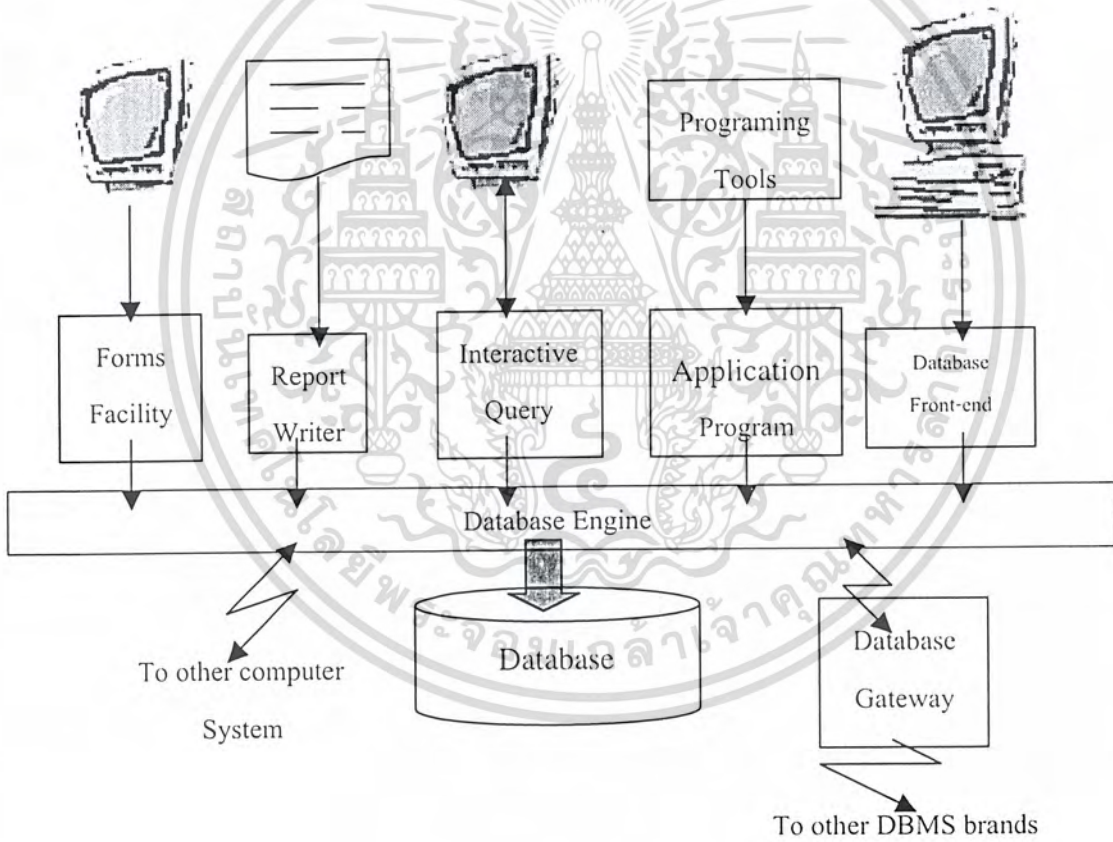 Programing
Tools
Forms
Facility
Report
Writer
Interactive
Query
Application
Program
Database
Front-end
Database Engine
To other computer
System
Database
Database
Gateway
To other DBMS brands